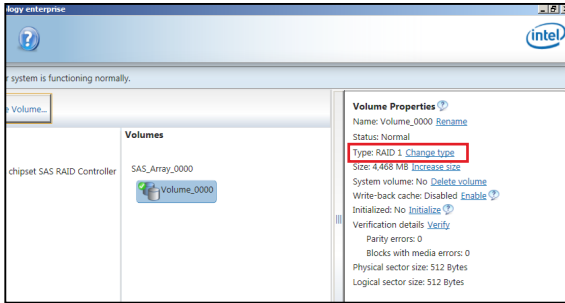 ology enterprise
?
intel
r system is functioning normally.
e Volume...
Volumes
chipset SAS RAID Controller
SAS_Array_0000
Volume_0000
Volume Properties ?
Name: Volume_0000 Rename
Status: Normal
Type: RAID 1 Change type
Size: 4,468 MB Increase size
System volume: No Delete volume
Write-back cache: Disabled Enable ?
Initialized: No Initialize ?
Verification details Verify
Parity errors: 0
Blocks with media errors: 0
Physical sector size: 512 Bytes
Logical sector size: 512 Bytes